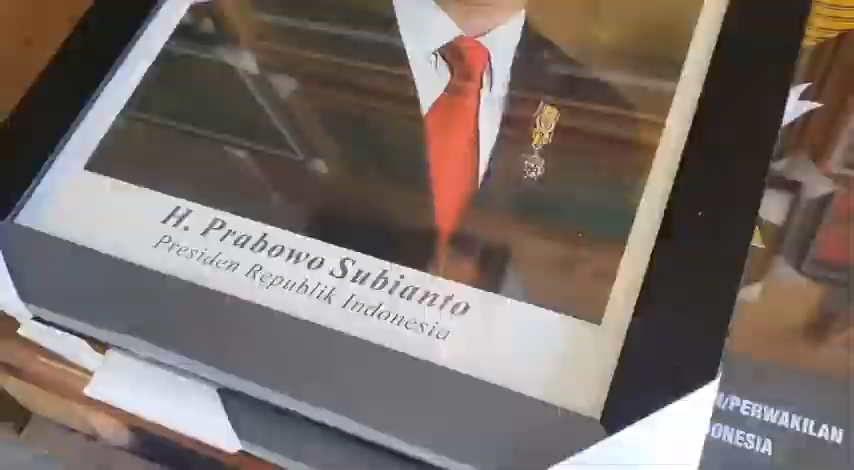 H. Prabowo Subianto
Presiden Republik Indonesia
/PERWAKILAN
ONESIA